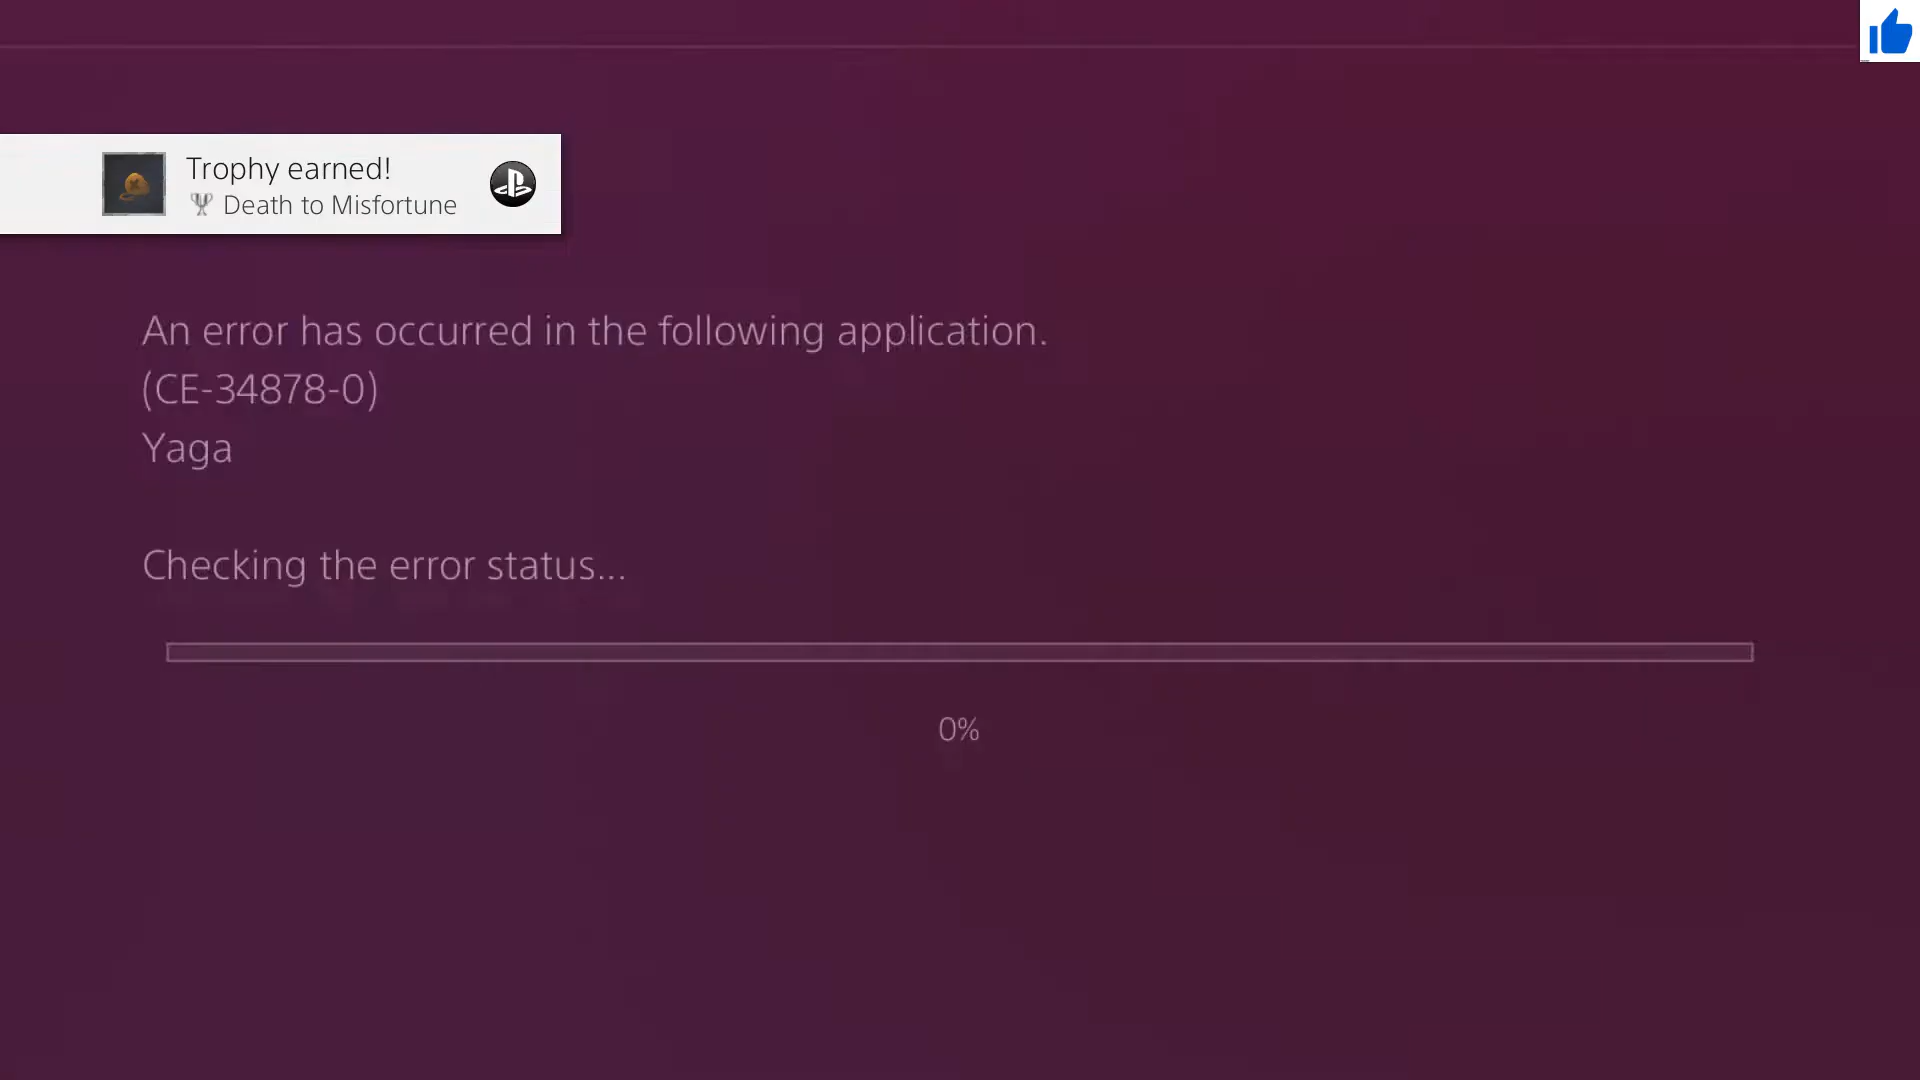 Trophy earned!
Death to Misfortune
An error has occurred in the following application.
(CE-34878-0)
Yaga
Checking the error status...
0%